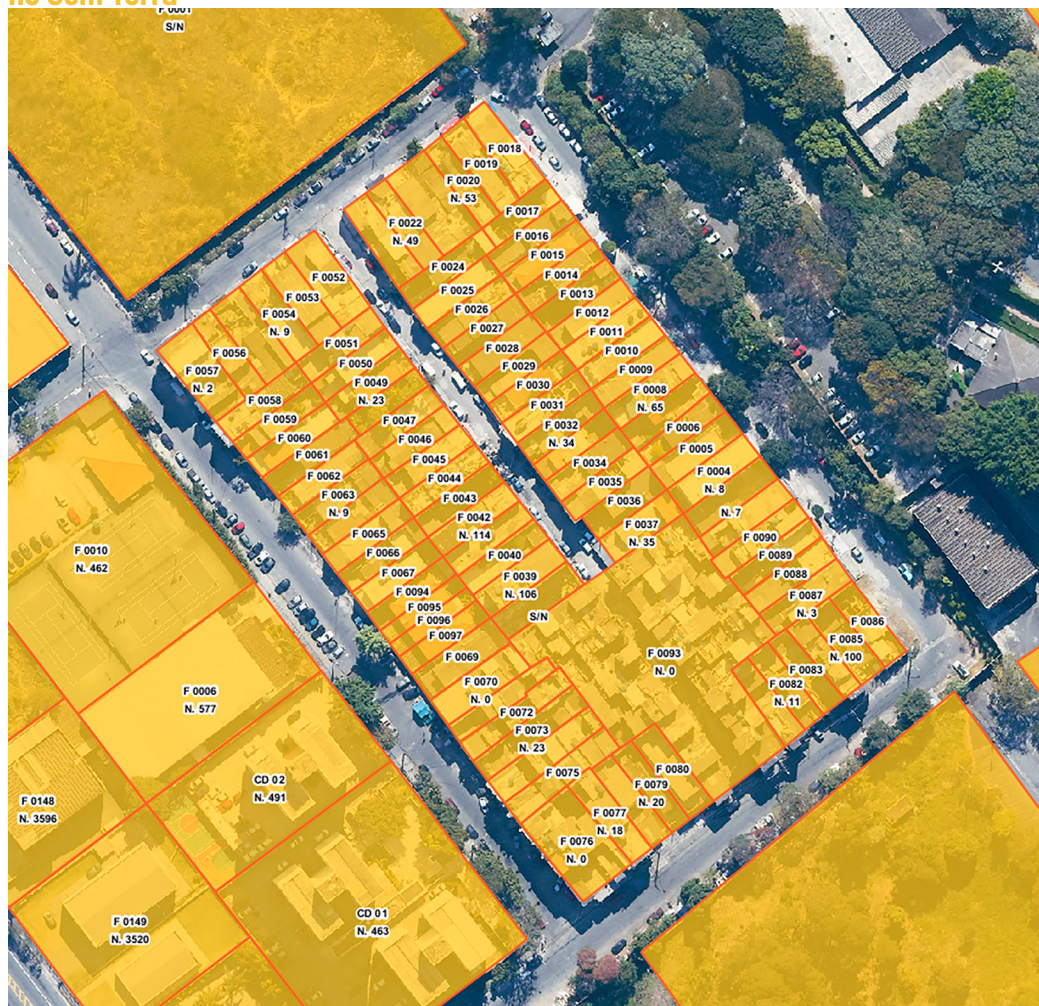 F 0001
S/N
F 0018
F 0019
F 0020
N. 53
F 0017
F 0022
N. 49
F 0016
F 0015
F 0024
F 0014
F 0052
F 0025
F 0013
F 0053
F 0026
F 0012
F 0054
N. 9
F 0027
F 0011
F 0051
F 0028
F 0010
F 0056
F 0050
F 0029
F 0009
F 0057
N. 2
F 0049
N. 23
F 0030
F 0008
N. 65
F 0058
F 0031
F 0059
F 0047
F 0032
N. 34
F 0006
F 0060
F 0046
F 0005
F 0061
F 0045
F 0034
F 0004
N. 8
F 0062
F 0044
F 0035
F 0063
N. 9
F 0043
F 0036
N. 7
F 0042
N. 114
F 0037
N. 35
F 0065
F 0090
F 0010
N. 462
F 0066
F 0040
F 0089
F 0067
F 0039
N. 106
F 0088
F 0094
F 0087
N. 3
F 0095
F 0096
S/N
F 0086
F 0097
F 0085
N. 100
F 0069
F 0093
N. 0
F 0083
F 0070
N. 0
F 0082
N. 11
F 0006
N. 577
F 0072
F 0073
N. 23
F 0075
F 0080
CD 02
N. 491
F 0079
N. 20
F 0148
N. 3596
F 0077
N. 18
F 0076
N. 0
F 0149
N. 3520
CD 01
N. 463